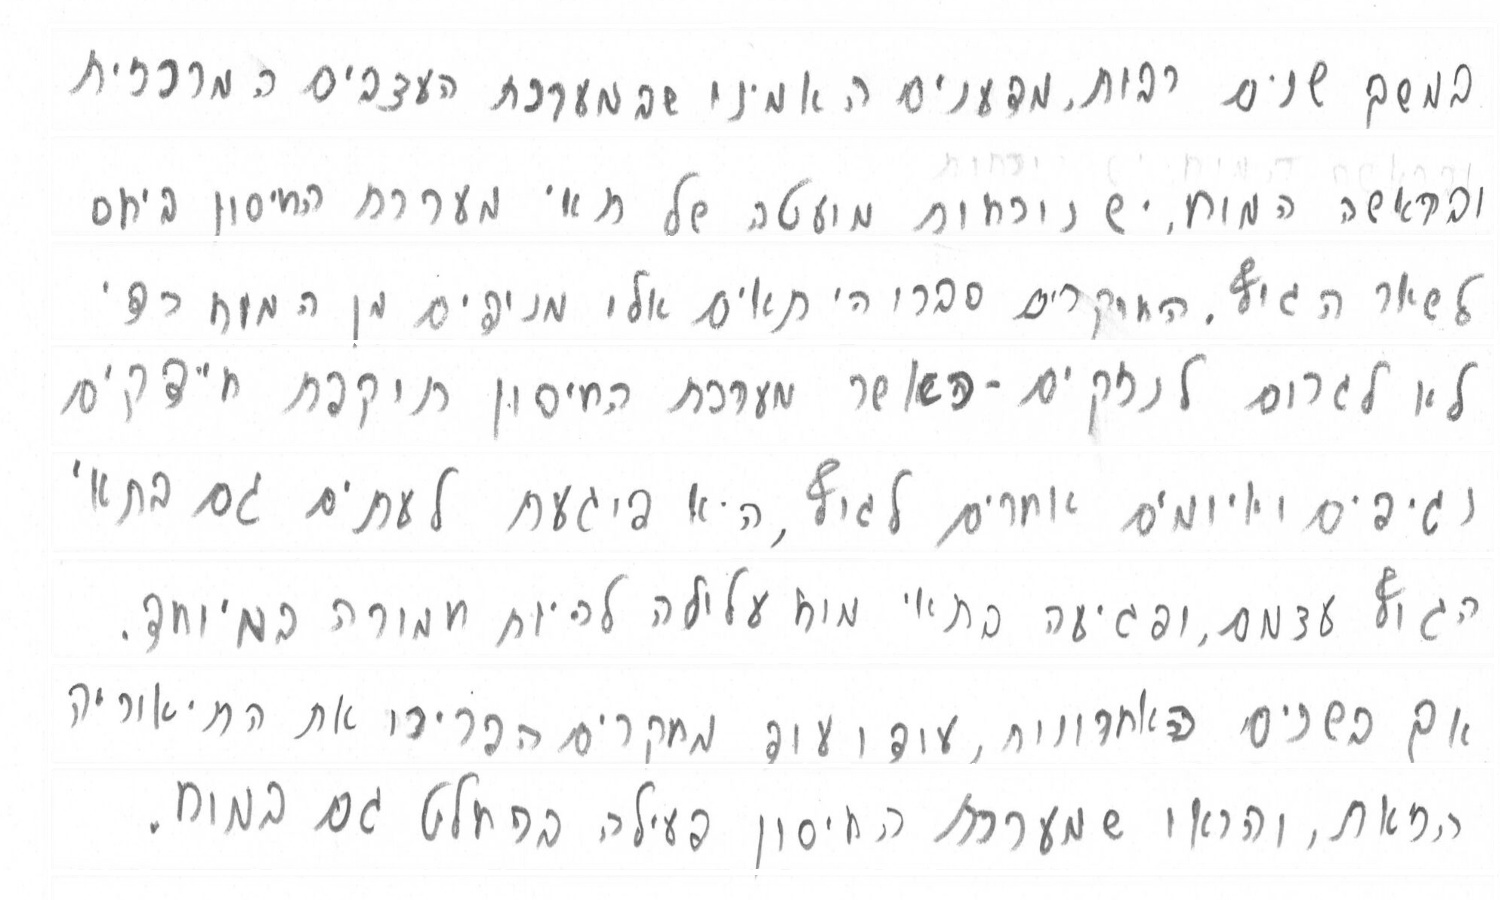 במשך שנים רבות, מפענים האמינו שבמערכת העצבים המרכזית
ובראשה המוח, יש נוכחות מועטה של תאי מערכת החיסון ביחס
לשאר הגוף. החוקרים סברו הי תאים אלו מניפים מן המוח כדי
לא לגרום לנזקים - כאשר מערכת החיסון תוקפת חיידקים
נגיפים ואיומים אחרים לגוף, היא פוגעת לעתים גם בתאי
הגוף עצמם, ופגיעה בתאי מוח עלולה להיות חמורה במיוחד.
אך בשנים האחרונות, עוד ועוד מחקרים הפריכו את התיאוריה
הזאת, והראו שמערכת החיסון פעילה בהחלט גם במוח.